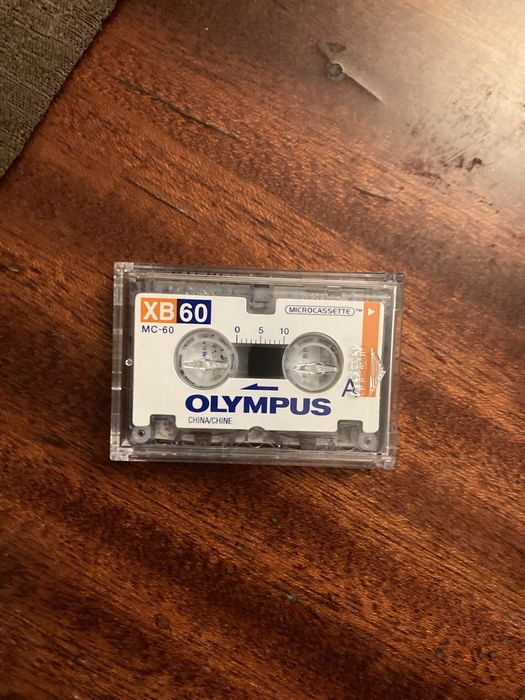 XB 60
MICROCASSETTE™
MC-60
0 5 10
A
OLYMPUS
CHINA/CHINE